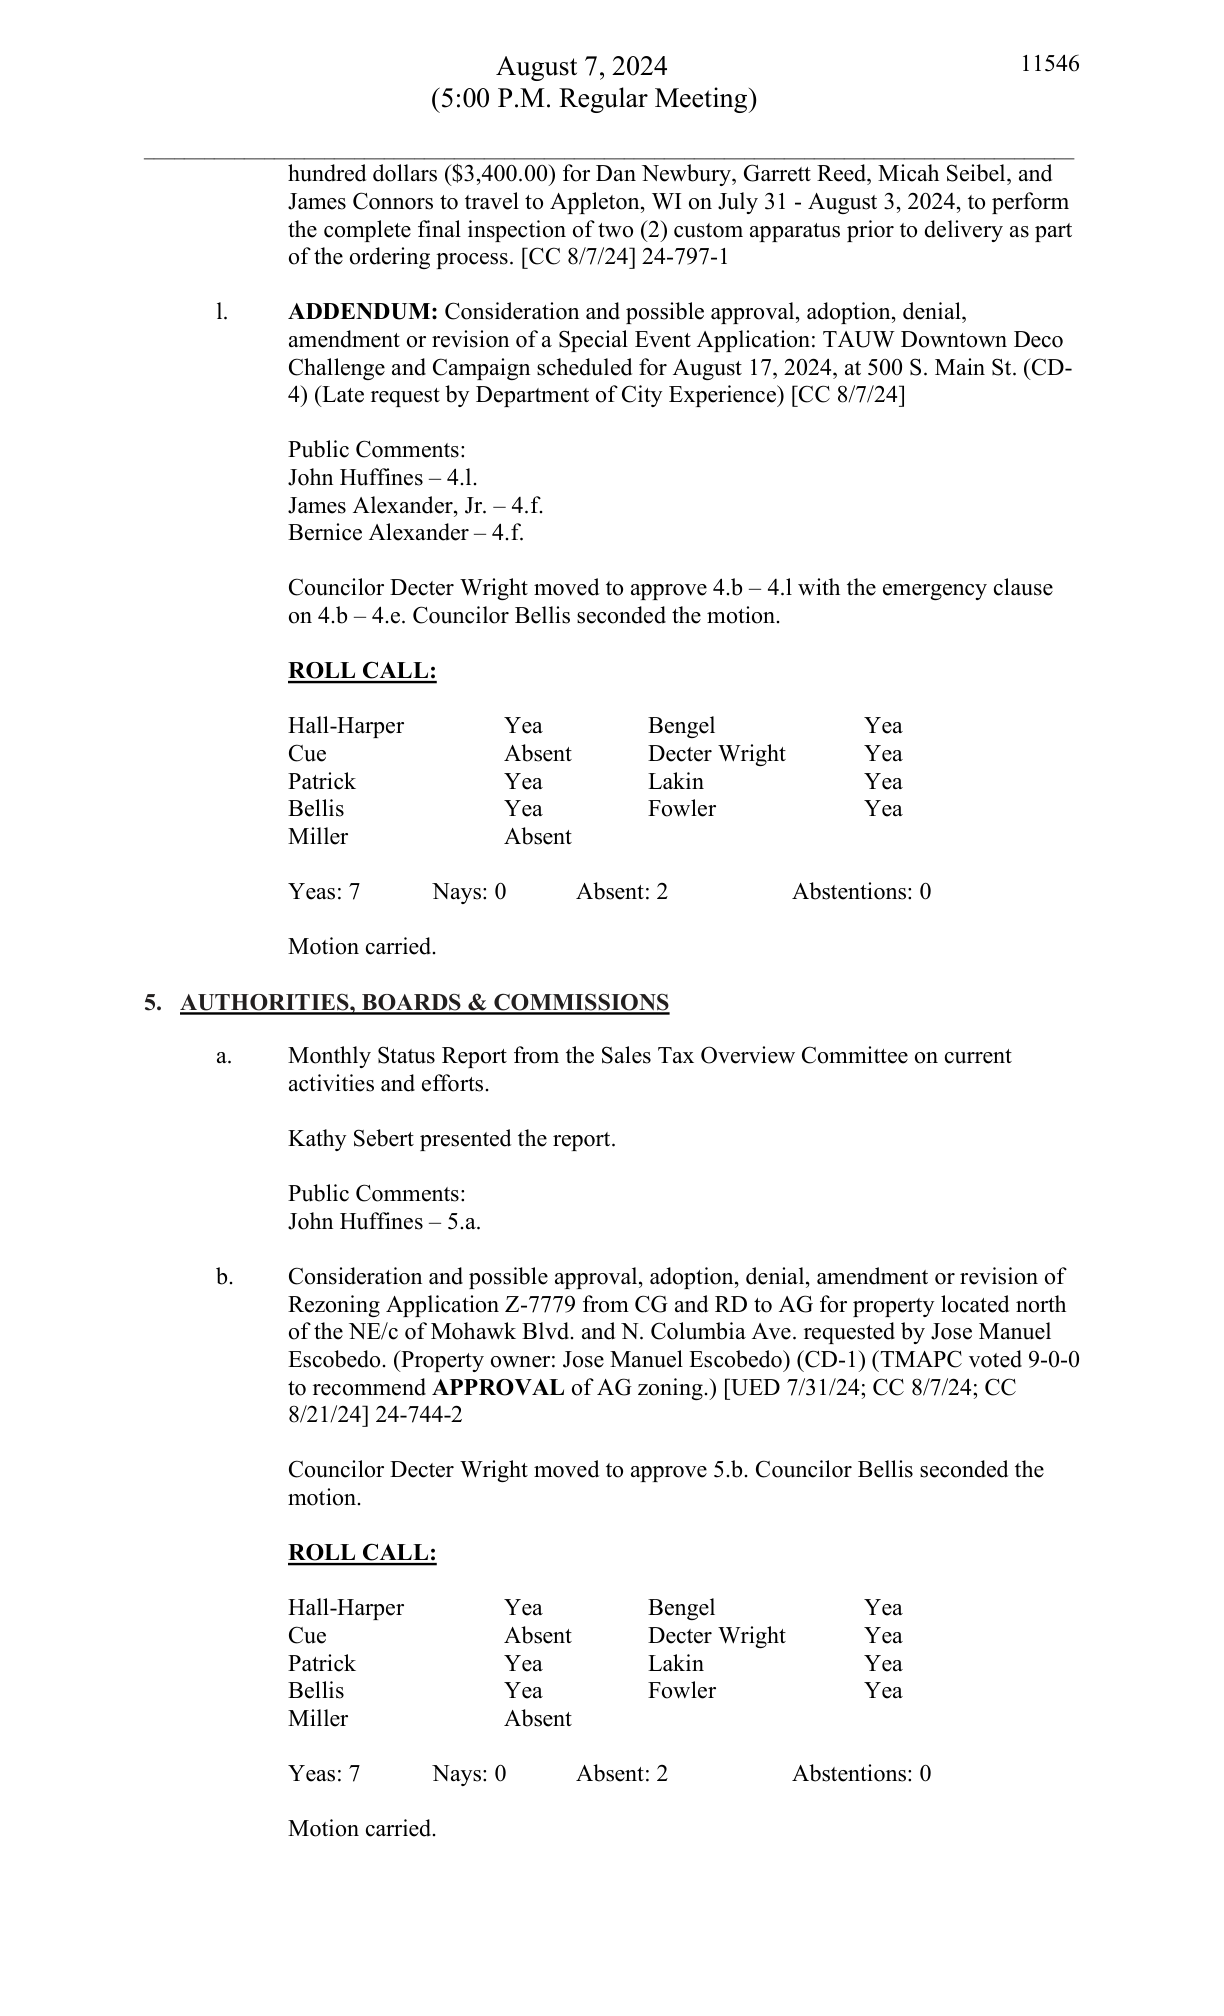 August 7, 2024
11546
(5:00 P.M. Regular Meeting)
hundred dollars ($3,400.00) for Dan Newbury, Garrett Reed, Micah Seibel, and
James Connors to travel to Appleton, WI on July 31 - August 3, 2024, to perform
the complete final inspection of two (2) custom apparatus prior to delivery as part
of the ordering process. [CC 8/7/24] 24-797-1
l. ADDENDUM: Consideration and possible approval, adoption, denial,
amendment or revision of a Special Event Application: TAUW Downtown Deco
Challenge and Campaign scheduled for August 17, 2024, at 500 S. Main St. (CD-
4) (Late request by Department of City Experience) [CC 8/7/24]
Public Comments:
John Huffines – 4.l.
James Alexander, Jr. – 4.f.
Bernice Alexander – 4.f.
Councilor Decter Wright moved to approve 4.b – 4.l with the emergency clause
on 4.b – 4.e. Councilor Bellis seconded the motion.
ROLL CALL:
Hall-Harper Yea Bengel Yea
Cue Absent Decter Wright Yea
Patrick Yea Lakin Yea
Bellis Yea Fowler Yea
Miller Absent
Yeas: 7 Nays: 0 Absent: 2 Abstentions: 0
Motion carried.
5. AUTHORITIES, BOARDS & COMMISSIONS
a. Monthly Status Report from the Sales Tax Overview Committee on current
activities and efforts.
Kathy Sebert presented the report.
Public Comments:
John Huffines – 5.a.
b. Consideration and possible approval, adoption, denial, amendment or revision of
Rezoning Application Z-7779 from CG and RD to AG for property located north
of the NE/c of Mohawk Blvd. and N. Columbia Ave. requested by Jose Manuel
Escobedo. (Property owner: Jose Manuel Escobedo) (CD-1) (TMAPC voted 9-0-0
to recommend APPROVAL of AG zoning.) [UED 7/31/24; CC 8/7/24; CC
8/21/24] 24-744-2
Councilor Decter Wright moved to approve 5.b. Councilor Bellis seconded the
motion.
ROLL CALL:
Hall-Harper Yea Bengel Yea
Cue Absent Decter Wright Yea
Patrick Yea Lakin Yea
Bellis Yea Fowler Yea
Miller Absent
Yeas: 7 Nays: 0 Absent: 2 Abstentions: 0
Motion carried.